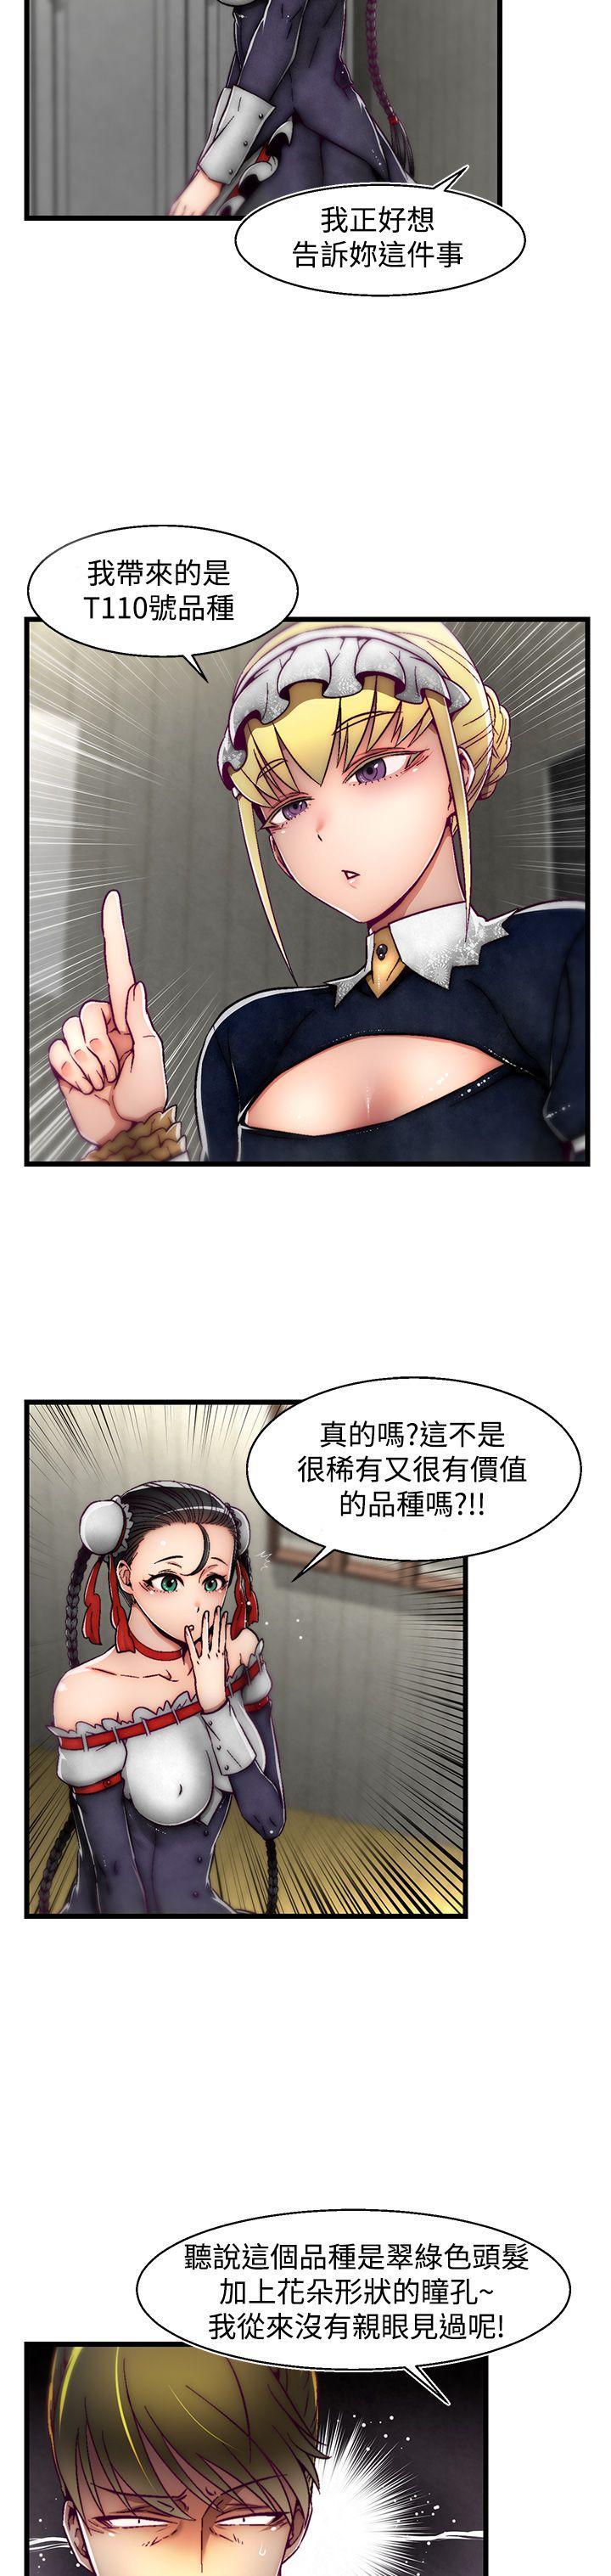 我正好想
告訴妳這件事
我帶來的是
T110號品種
真的嗎?這不是
很稀有又很有價值
的品種嗎?!!
聽說這個品種是翠綠色頭髮
加上花朵形狀的瞳孔~
我從來沒有親眼見過呢!